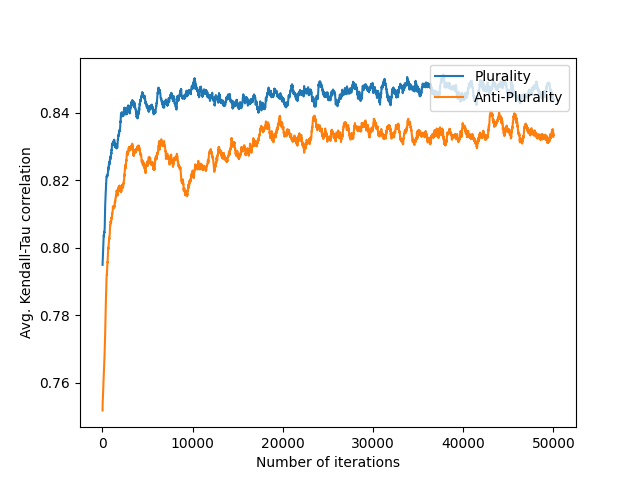 Plurality
Anti-Plurality
0.84
0.82
0.80
0.78
0.76
Avg. Kendall-Tau correlation
0 10000 20000 30000 40000 50000
Number of iterations